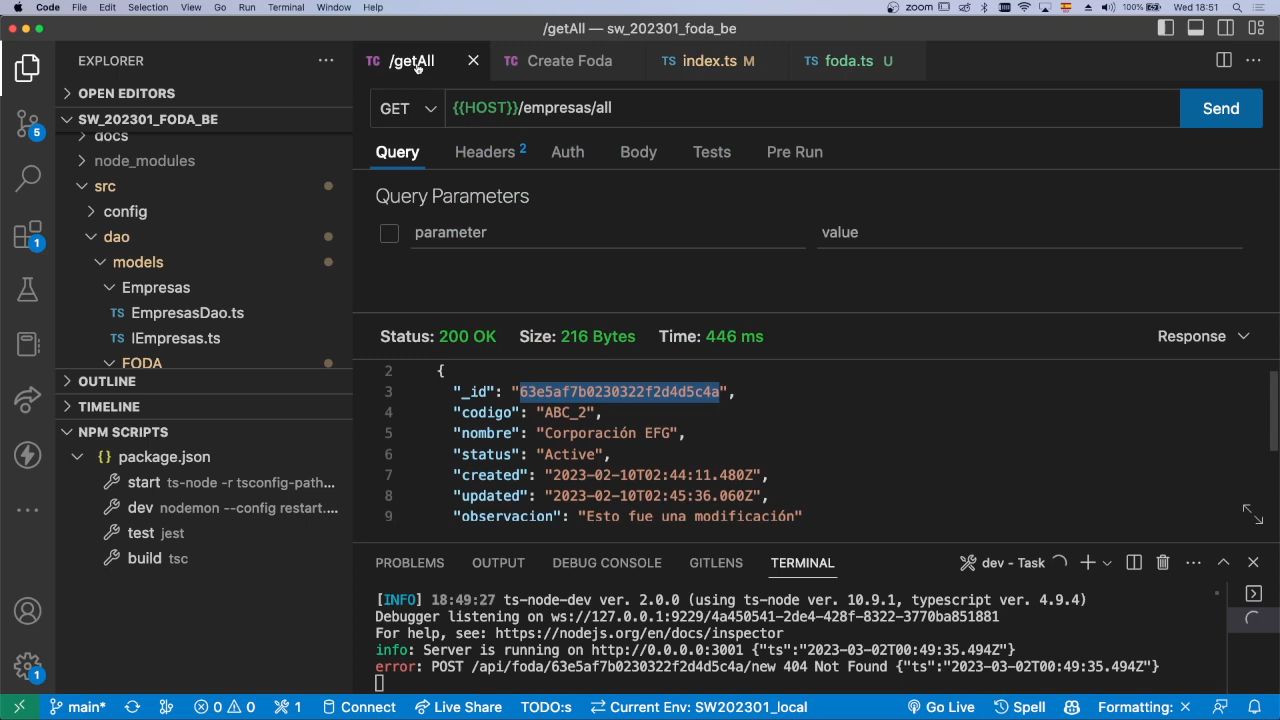 Code File Edit Selection View Go Run Terminal Window Help zoom 100% Wed 18:51
/getAll — sw_202301_foda_be
EXPLORER
TC /getAll
TC Create Foda
TS index.ts M
TS foda.ts U
OPEN EDITORS
SW_202301_FODA_BE
docs
node_modules
src
config
dao
models
Empresas
TS EmpresasDao.ts
TS IEmpresas.ts
FODA
OUTLINE
TIMELINE
NPM SCRIPTS
{} package.json
start ts-node -r tsconfig-path...
dev nodemon --config restart....
test jest
build tsc
5
1
1
GET {{HOST}}/empresas/all Send
Query Headers 2 Auth Body Tests Pre Run
Query Parameters
parameter value
Status: 200 OK Size: 216 Bytes Time: 446 ms Response
2 {
3 "_id": "63e5af7b0230322f2d4d5c4a",
4 "codigo": "ABC_2",
5 "nombre": "Corporación EFG",
6 "status": "Active",
7 "created": "2023-02-10T02:44:11.480Z",
8 "updated": "2023-02-10T02:45:36.060Z",
9 "observacion": "Esto fue una modificación"
PROBLEMS OUTPUT DEBUG CONSOLE GITLENS TERMINAL dev - Task
[INFO] 18:49:27 ts-node-dev ver. 2.0.0 (using ts-node ver. 10.9.1, typescript ver. 4.9.4)
Debugger listening on ws://127.0.0.1:9229/4a450541-2de4-428f-8322-3770ba851881
For help, see: https://nodejs.org/en/docs/inspector
info: Server is running on http://0.0.0.0:3001 {"ts":"2023-03-02T00:49:35.494Z"}
error: POST /api/foda/63e5af7b0230322f2d4d5c4a/new 404 Not Found {"ts":"2023-03-02T00:49:35.494Z"}
main* 0 0 1 Connect Live Share TODO:s Current Env: SW202301_local Go Live Spell Formatting: ×